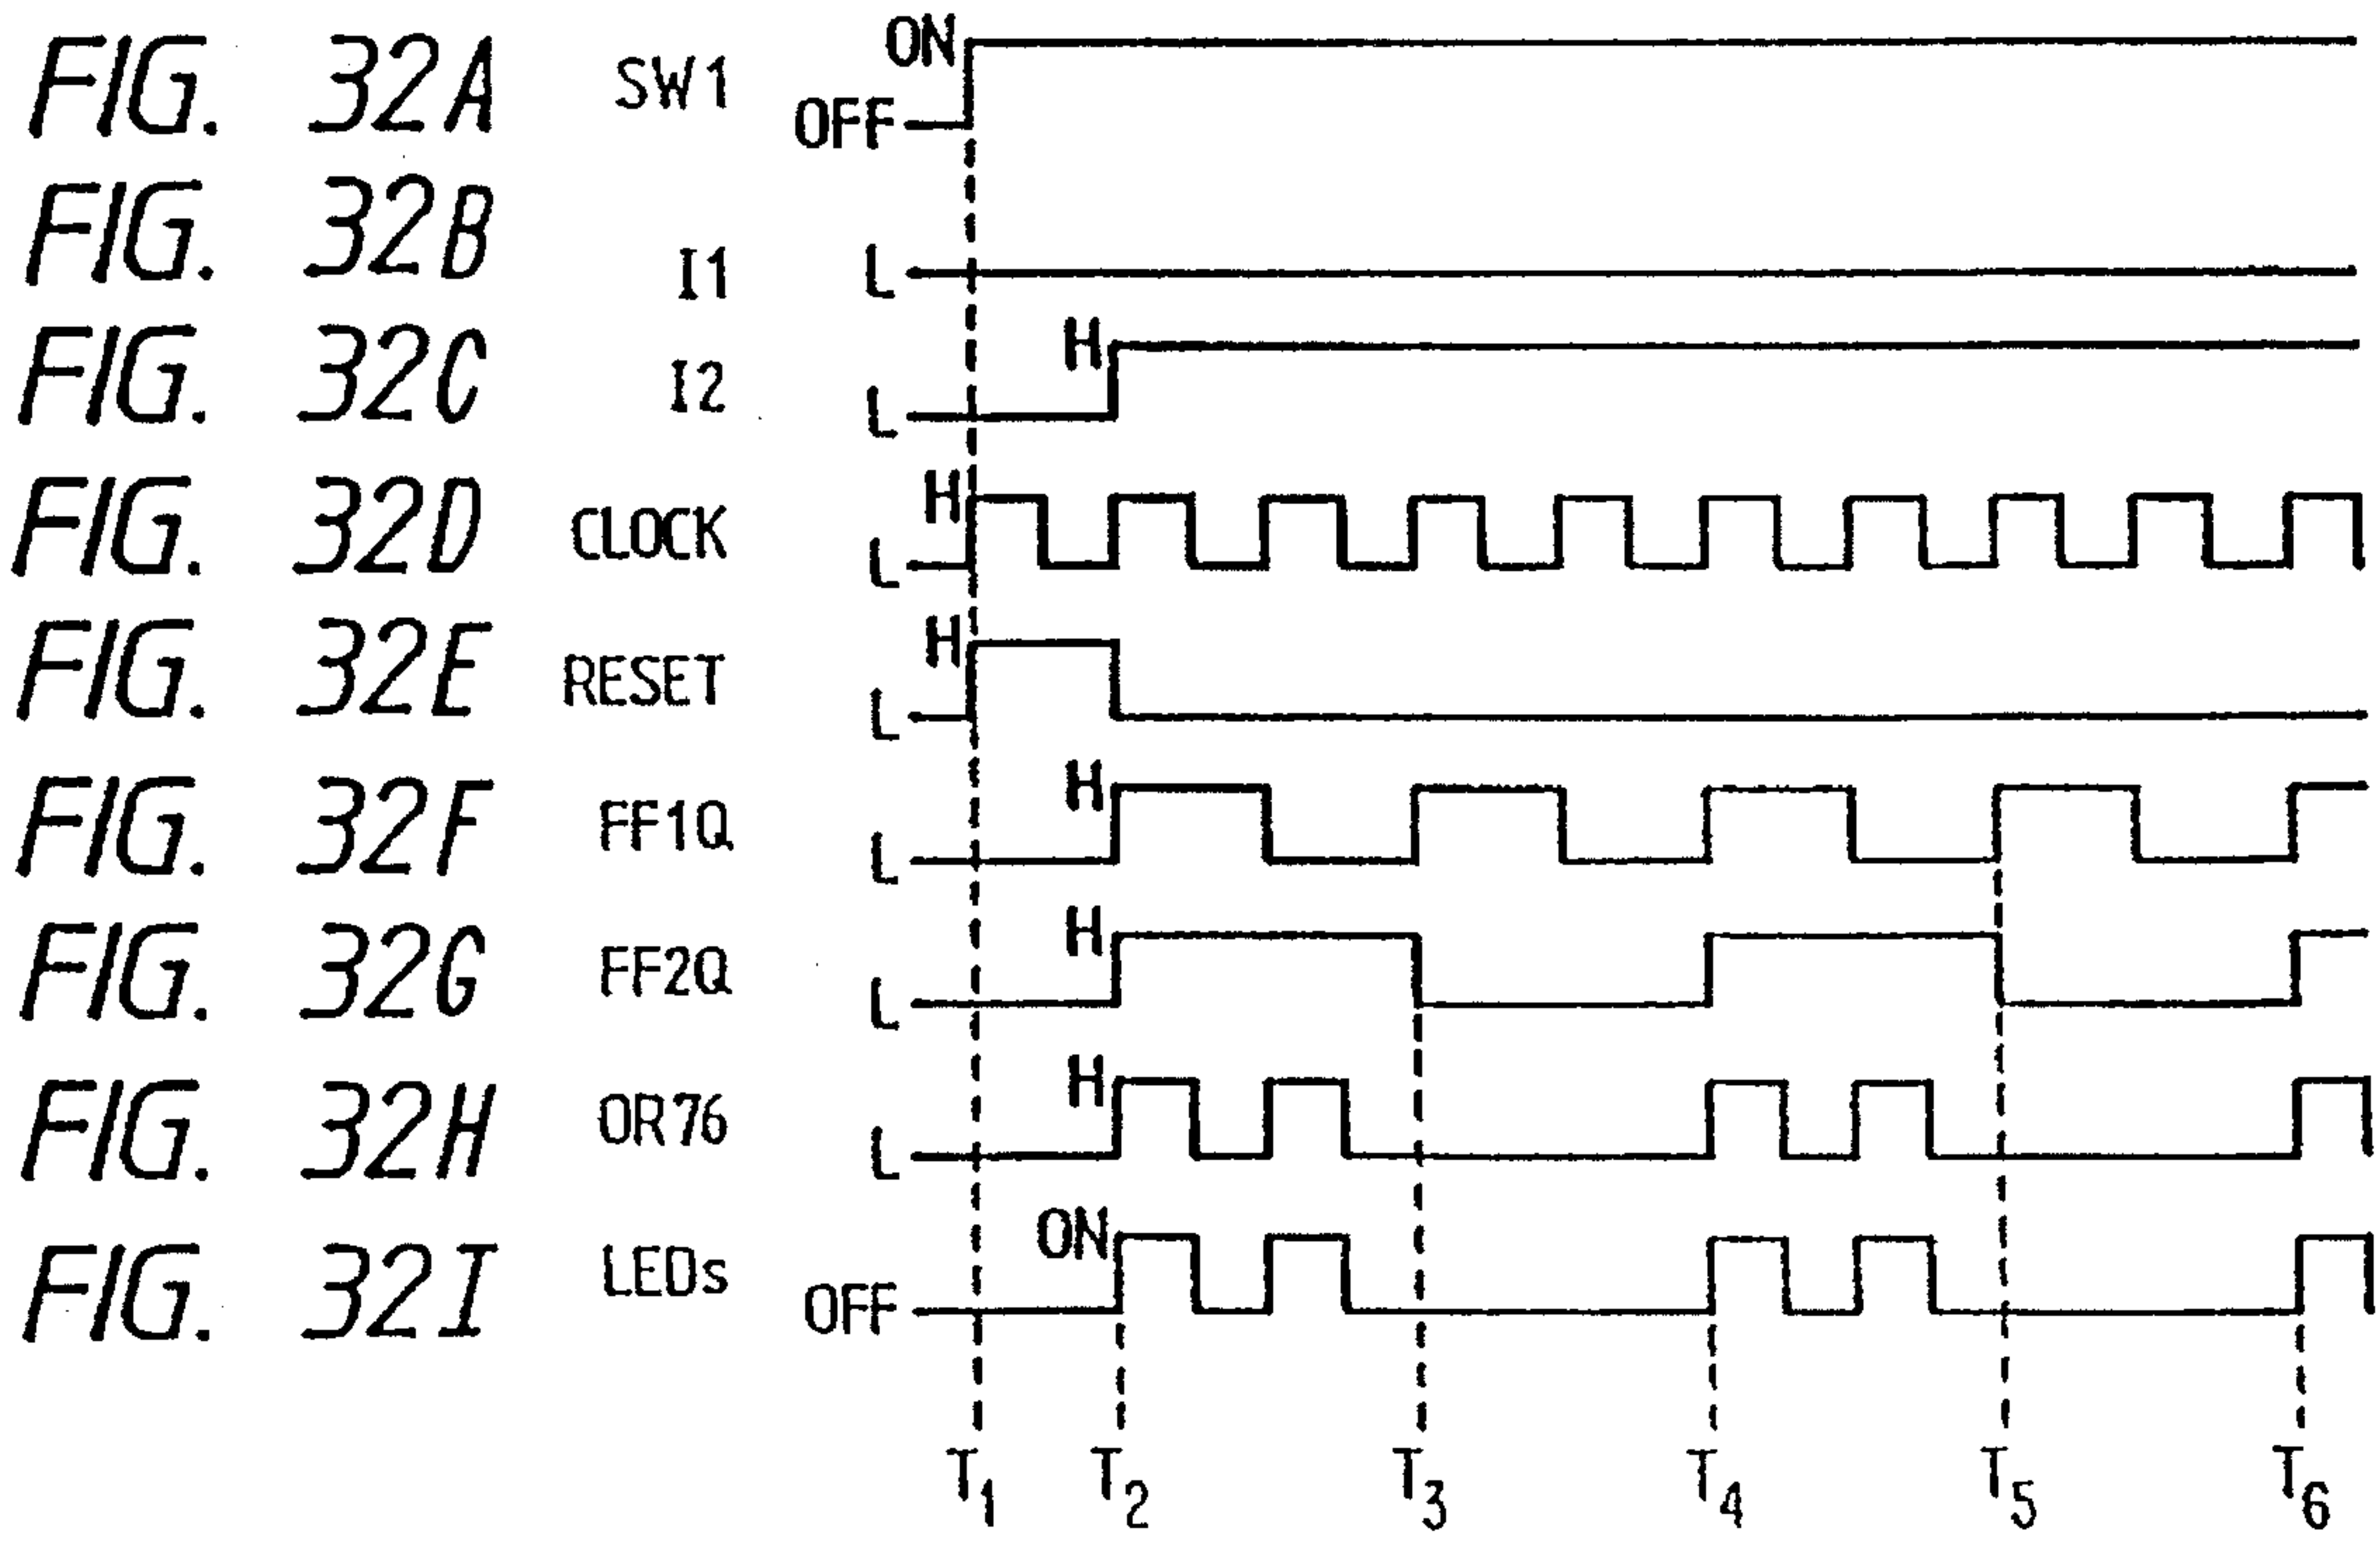 FIG. 32A SW1 ON
OFF
FIG. 32B I1 L
FIG. 32C I2 H
L
FIG. 32D CLOCK H
L
FIG. 32E RESET H
L
FIG. 32F FF1Q H
L
FIG. 32G FF2Q H
L
FIG. 32H OR76 H
L
FIG. 32I LEDs ON
OFF
T1 T2 T3 T4 T5 T6